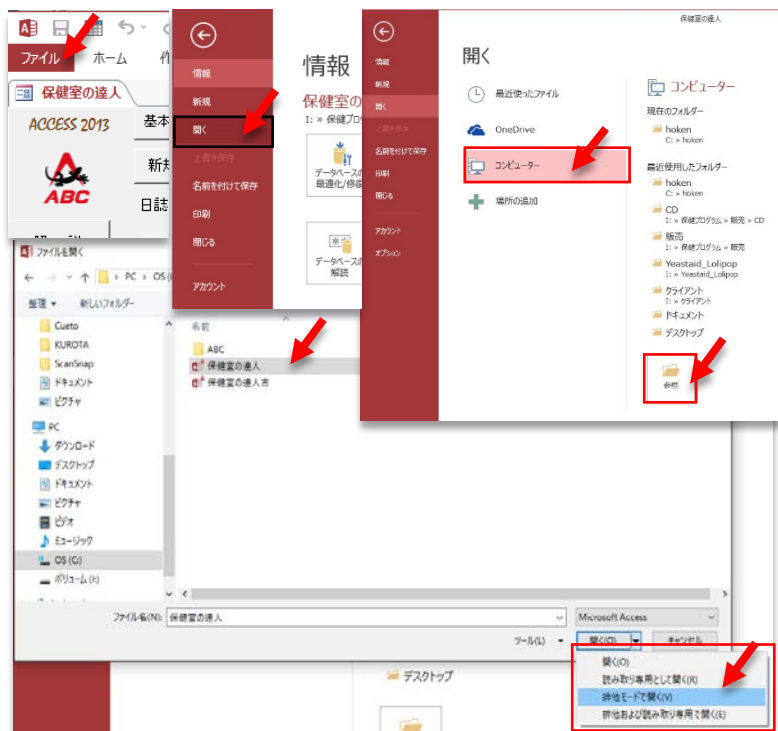 ファイル
ホーム
作
保健室の達人
ACCESS 2013
基本
新規
ABC
日誌
情報
新規
開く
上書き保存
名前を付けて保存
印刷
閉じる
アカウント
情報
保健室の
I: » 保健プロ
データベースの
最適化/修復
データベースの
解読
保健室の達人
情報
新規
開く
上書き保存
名前を付けて保存
印刷
閉じる
アカウント
オプション
開く
最近使ったファイル
OneDrive
コンピューター
場所の追加
コンピューター
現在のフォルダー
hoken
C: » hoken
最近使用したフォルダー
hoken
C: » hoken
CD
I: » 保健プログラム » 販売 » CD
販売
I: » 保健プログラム » 販売
Yeastaid_Lolipop
I: » Yeastaid_Lolipop
クライアント
I: » クライアント
ドキュメント
デスクトップ
参照
ファイルを開く
› PC › OS (
整理
新しいフォルダー
Cueto
KUROTA
ScanSnap
ドキュメント
ピクチャ
PC
ダウンロード
デスクトップ
ドキュメント
ピクチャ
ビデオ
ミュージック
OS (C:)
ボリューム (I:)
名前
ABC
保健室の達人
保健室の達人古
ファイル名(N):
保健室の達人
Microsoft Access
ツール(L)
開く(O)
キャンセル
開く(O)
読み取り専用として開く(R)
排他モードで開く(V)
排他および読み取り専用で開く(E)
デスクトップ